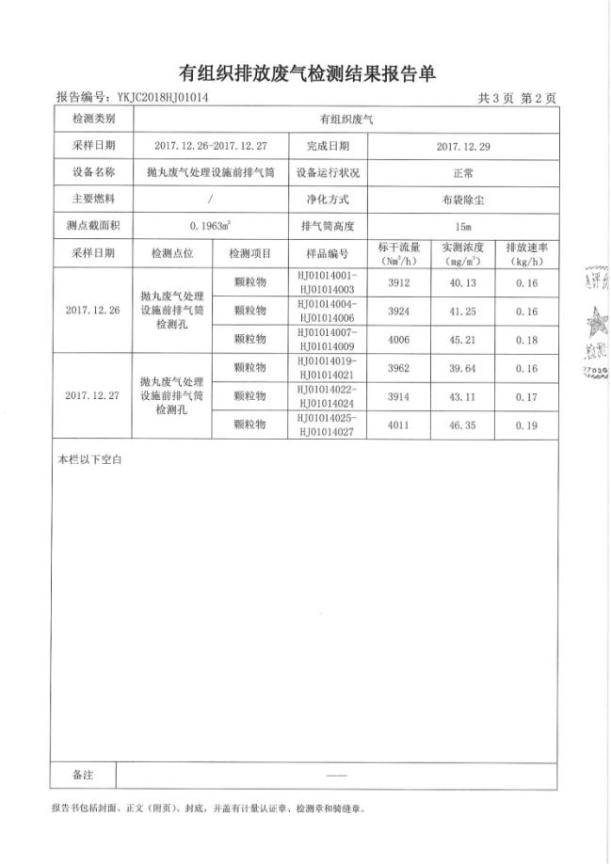 有组织排放废气检测结果报告单
报告编号：YKJC2018HJ01014 共 3 页 第 2 页
检测类别 有组织废气
采样日期 2017.12.26-2017.12.27 完成日期 2017.12.29
设备名称 抛丸废气处理设施前排气筒 设备运行状况 正常
主要燃料 / 净化方式 布袋除尘
测点截面积 0.1963m² 排气筒高度 15m
采样日期 检测点位 检测项目 样品编号 标干流量（Nm³/h） 实测浓度（mg/m³） 排放速率（kg/h）
2017.12.26 抛丸废气处理设施前排气筒检测孔 颗粒物 HJ01014001-HJ01014003 3912 40.13 0.16
颗粒物 HJ01014004-HJ01014006 3924 41.25 0.16
颗粒物 HJ01014007-HJ01014009 4006 45.21 0.18
2017.12.27 抛丸废气处理设施前排气筒检测孔 颗粒物 HJ01014019-HJ01014021 3962 39.64 0.16
颗粒物 HJ01014022-HJ01014024 3914 43.11 0.17
颗粒物 HJ01014025-HJ01014027 4011 46.35 0.19
本栏以下空白
备注 ——
报告书包括封面、正文（附页）、封底，并盖有计量认证章、检测章和骑缝章。